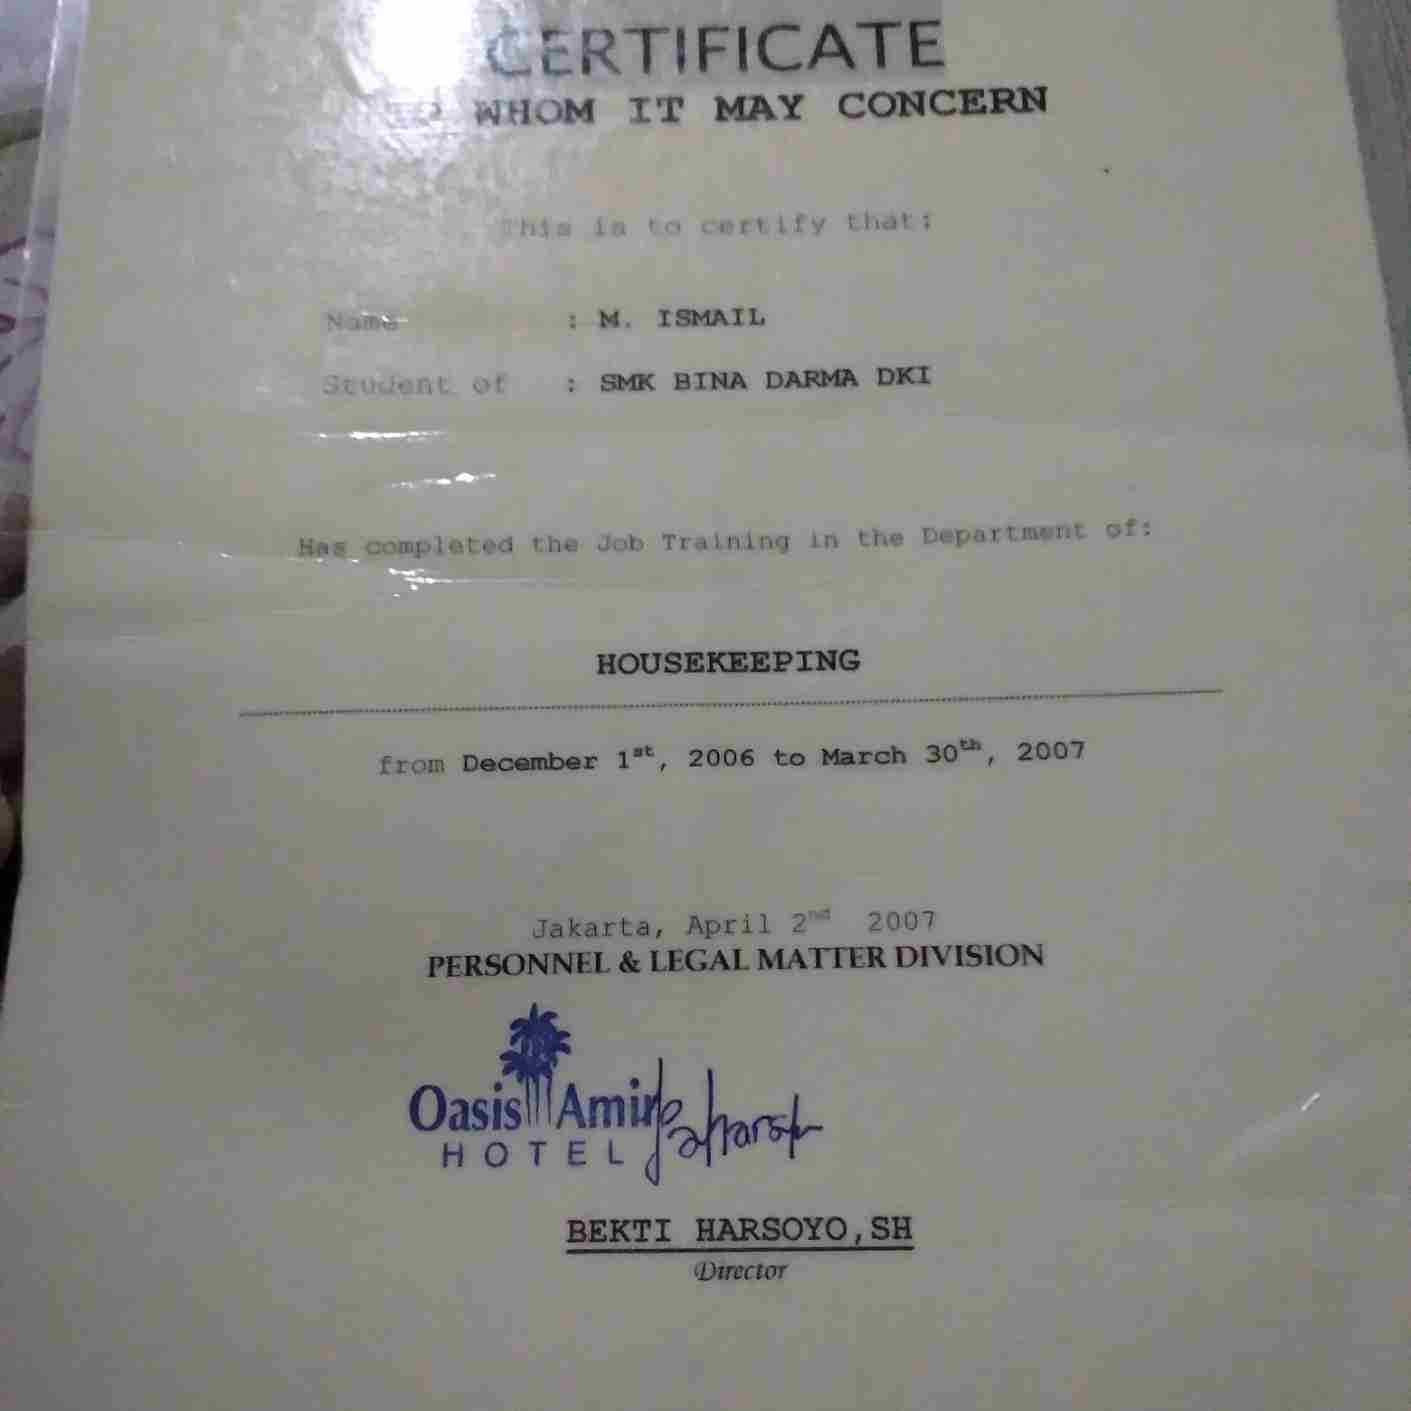 CERTIFICATE
TO WHOM IT MAY CONCERN
This is to certify that:
Name : M. ISMAIL
Student of : SMK BINA DARMA DKI
Has completed the Job Training in the Department of:
HOUSEKEEPING
from December 1st, 2006 to March 30th, 2007
Jakarta, April 2nd 2007
PERSONNEL & LEGAL MATTER DIVISION
Oasis Amir
HOTEL
BEKTI HARSOYO,SH
Director